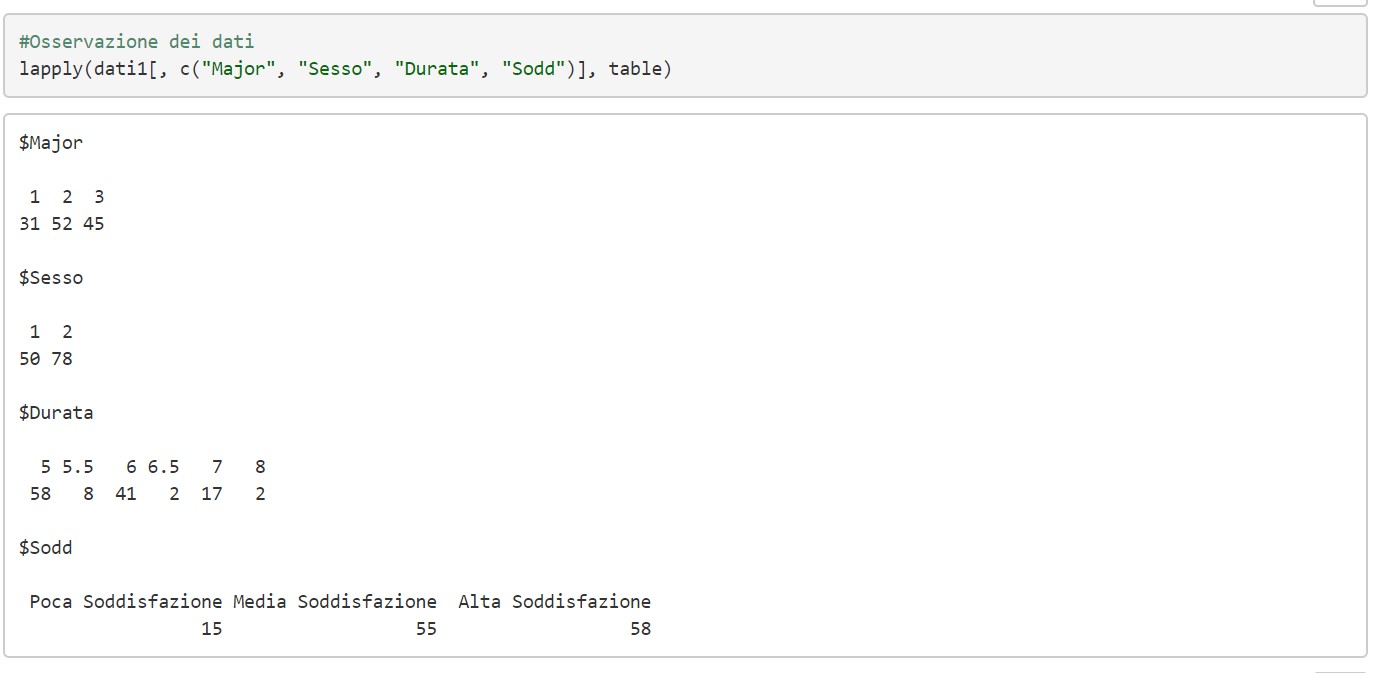 #Osservazione dei dati
lapply(dati1[, c("Major", "Sesso", "Durata", "Sodd")], table)
$Major
1 2 3
31 52 45
$Sesso
1 2
50 78
$Durata
5 5.5 6 6.5 7 8
58 8 41 2 17 2
$Sodd
Poca Soddisfazione Media Soddisfazione Alta Soddisfazione
15 55 58